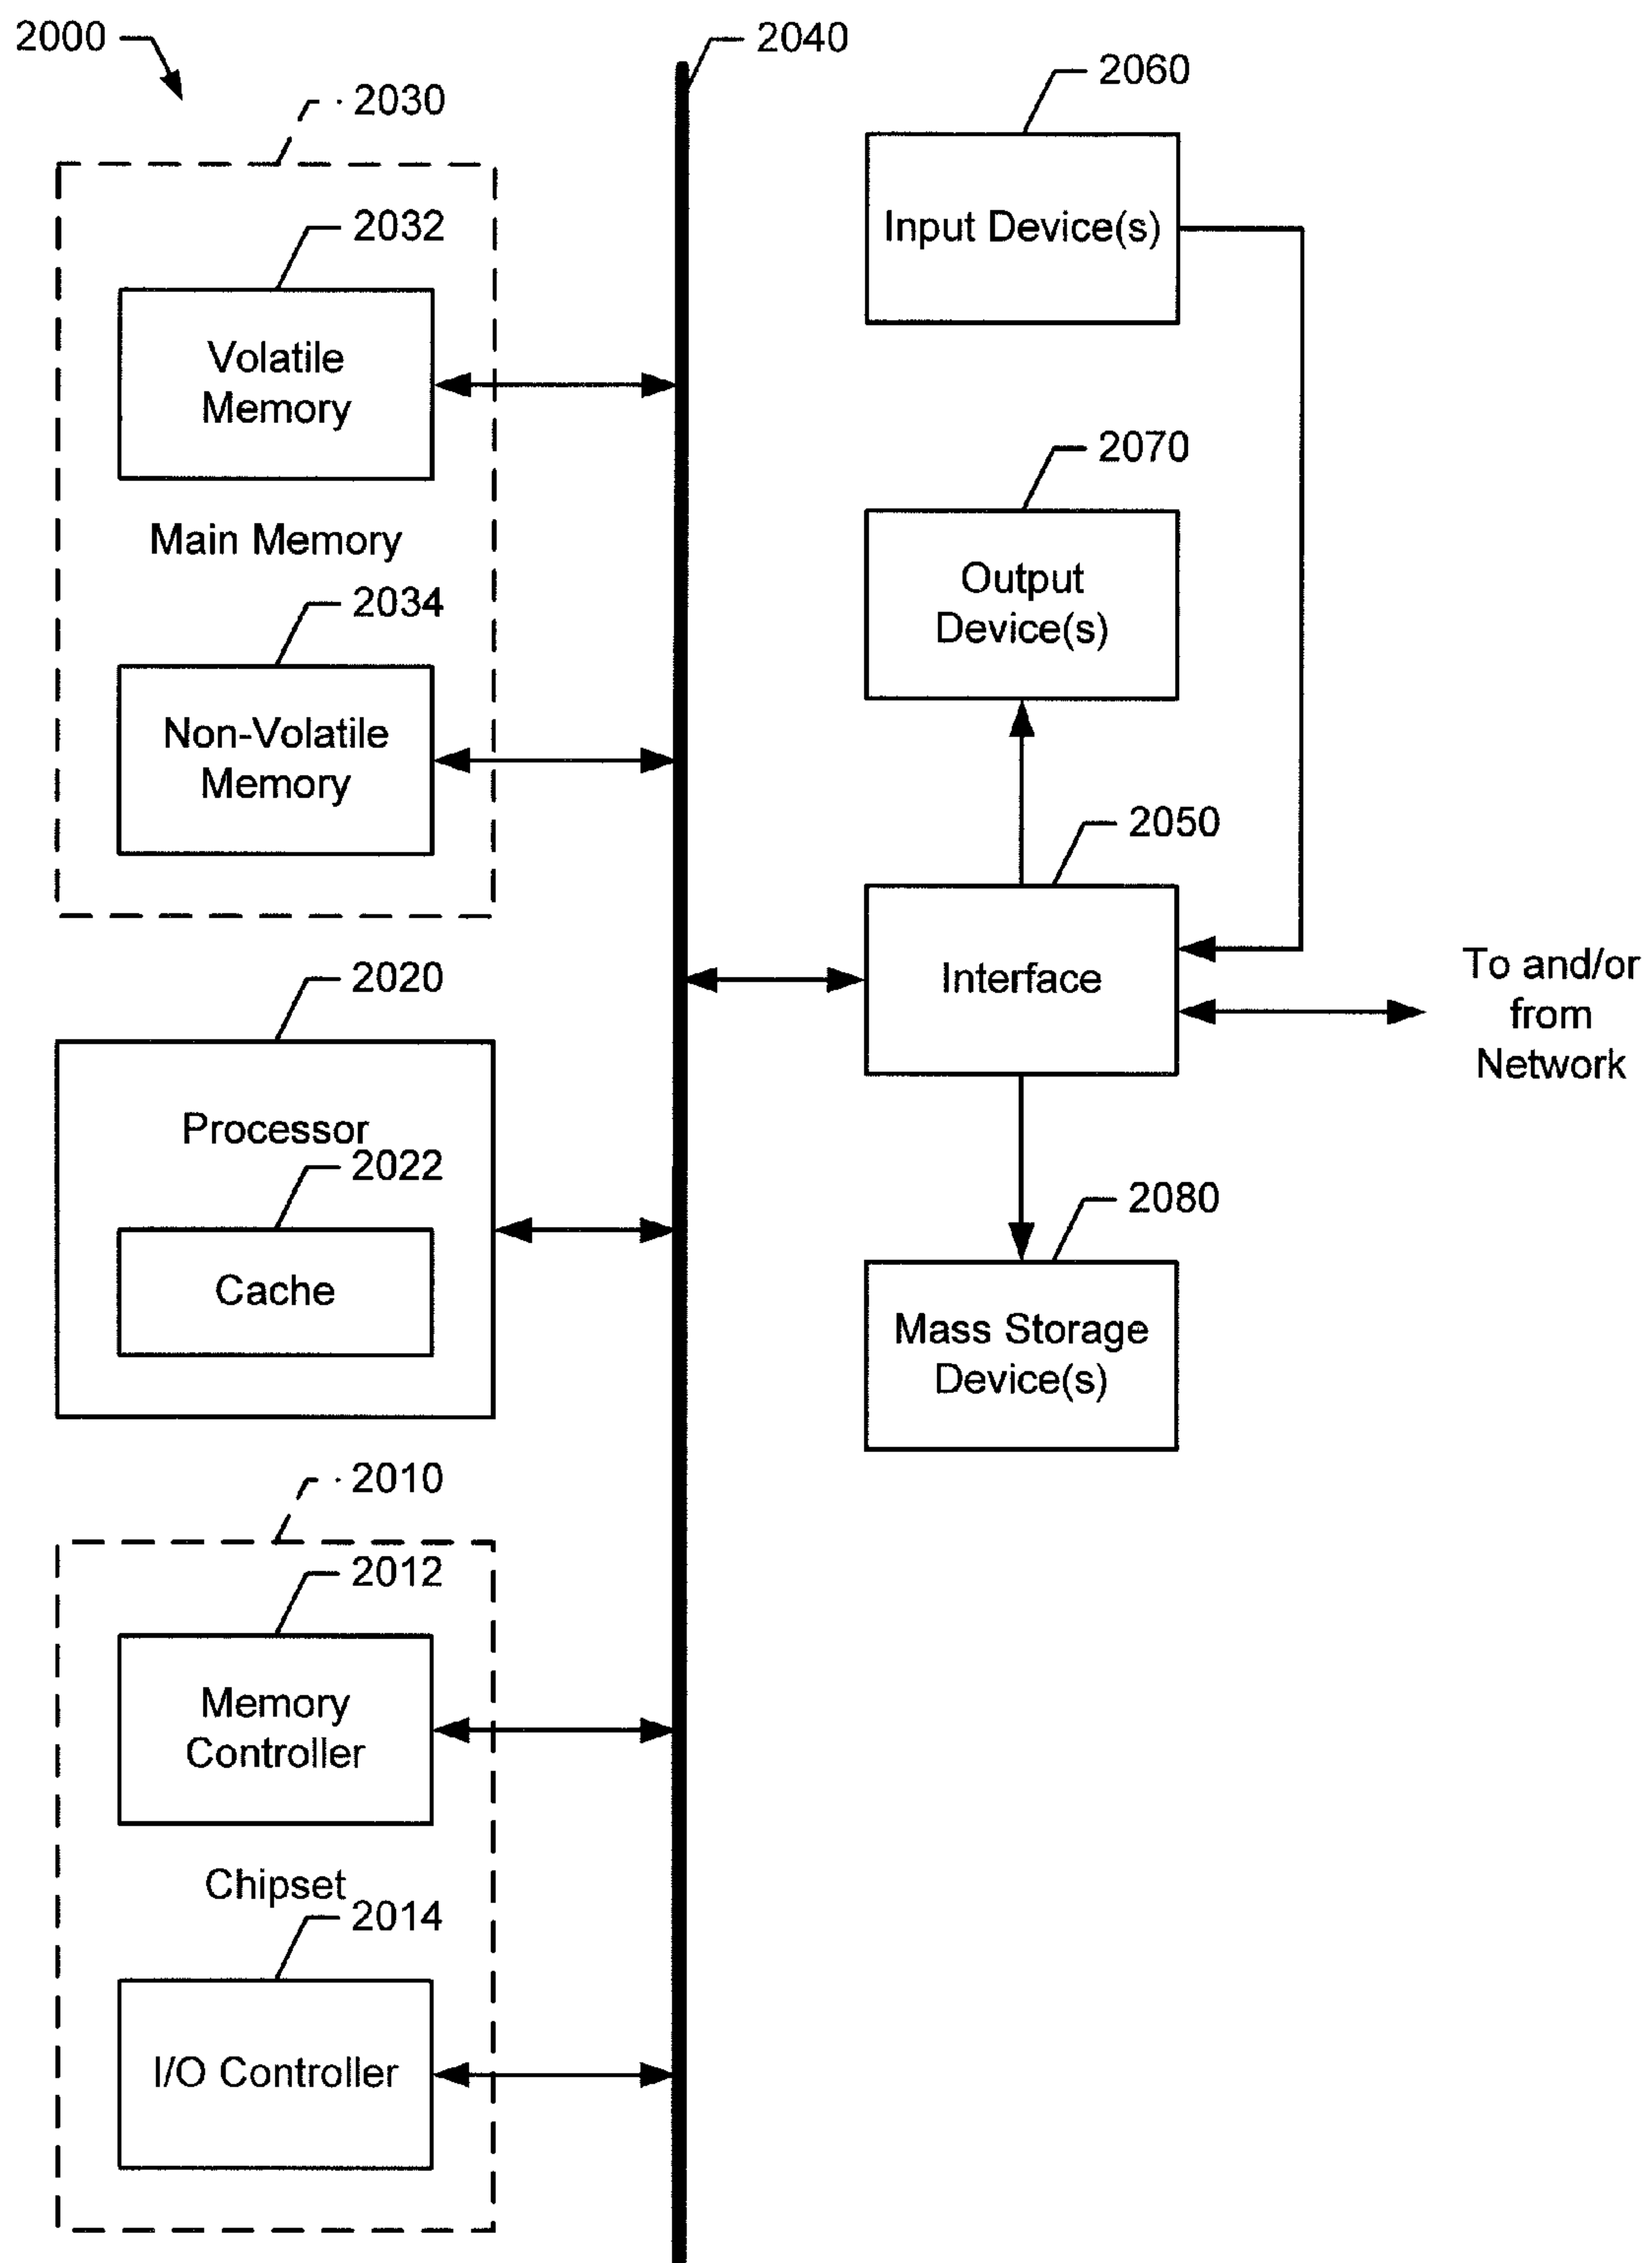 2000
2040
2060
2030
2032
Input Device(s)
Volatile
Memory
2070
Main Memory
Output
Device(s)
2034
Non-Volatile
Memory
2050
2020
Interface
To and/or
from
Network
Processor
2022
2080
Cache
Mass Storage
Device(s)
2010
2012
Memory
Controller
Chipset
2014
I/O Controller